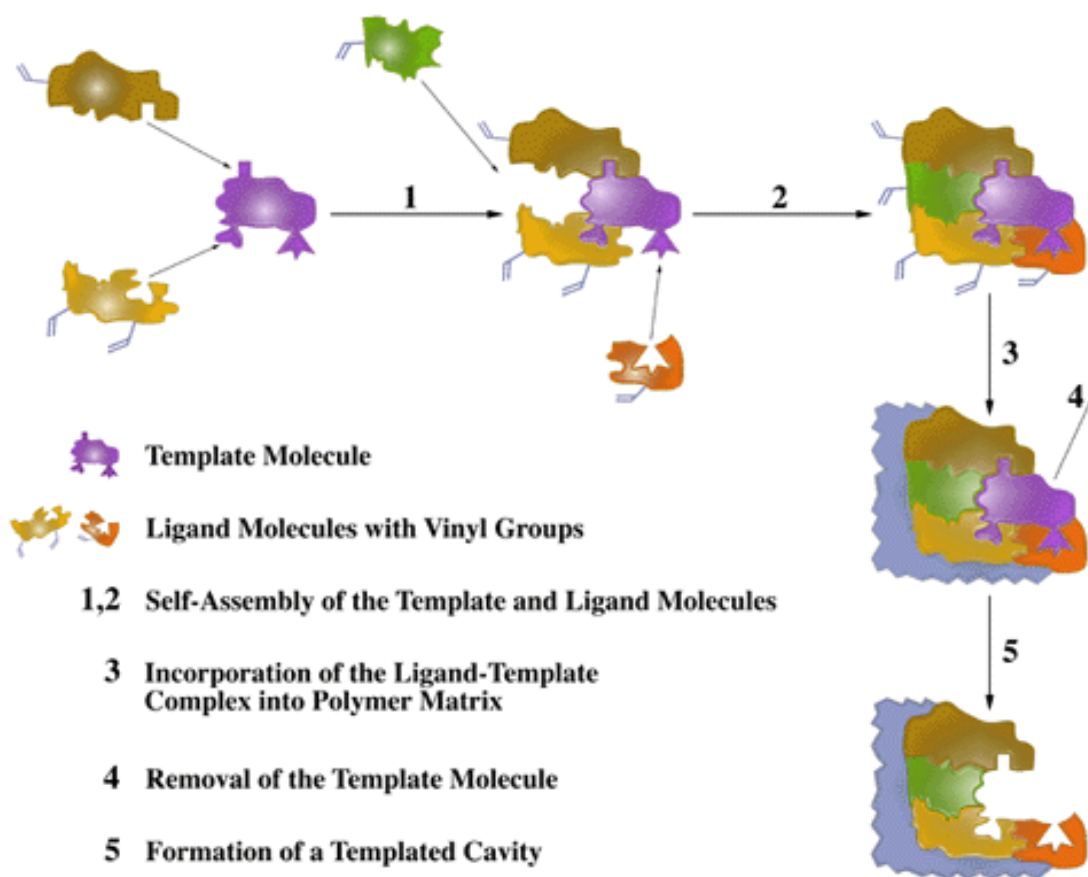 1
2
3
4
Template Molecule
Ligand Molecules with Vinyl Groups
1,2 Self-Assembly of the Template and Ligand Molecules
5
3 Incorporation of the Ligand-Template
Complex into Polymer Matrix
4 Removal of the Template Molecule
5 Formation of a Templated Cavity